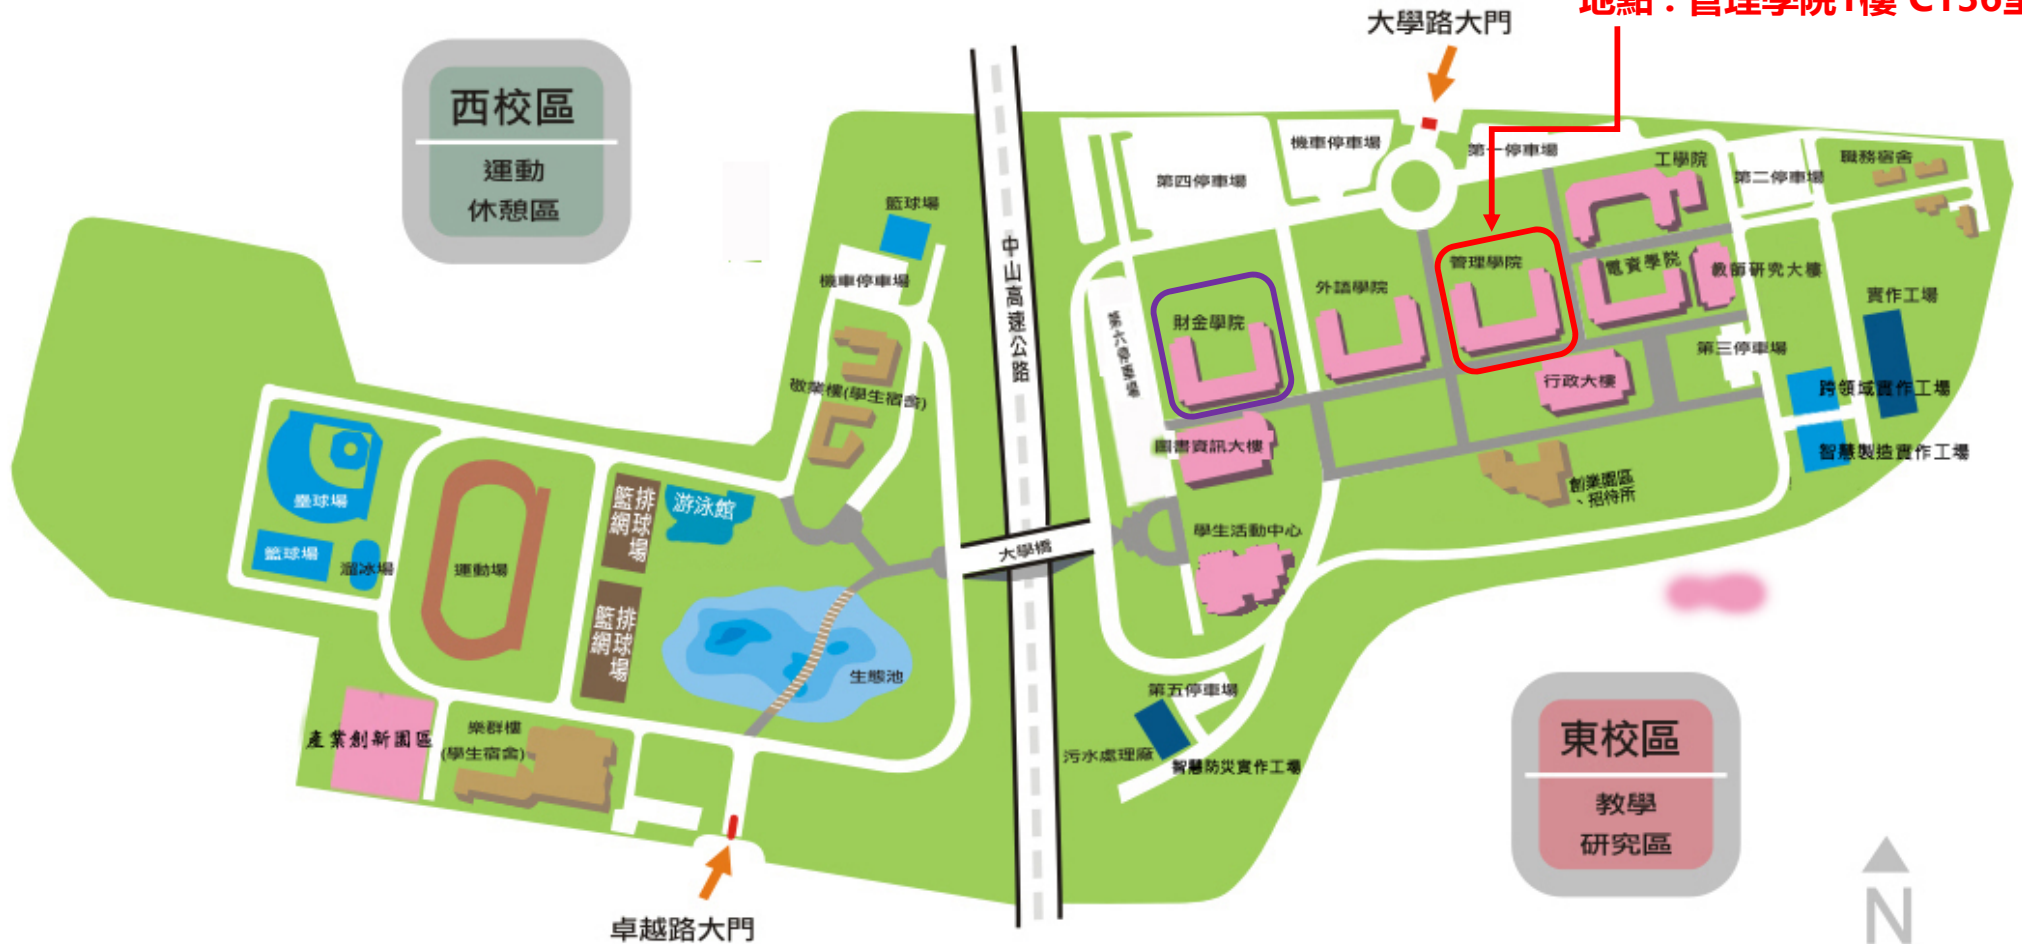 地點：管理學院1樓 C136室
大學路大門
西校區
運動
休憩區
機車停車場
第一停車場
工學院
職務宿舍
第四停車場
第二停車場
籃球場
中山高速公路
管理學院
電資學院
教師研究大樓
機車停車場
外語學院
實作工場
財金學院
第六停車場
第三停車場
行政大樓
跨領域實作工場
敬業樓(學生宿舍)
圖書資訊大樓
智慧製造實作工場
創業園區
、招待所
壘球場
排球場
籃網
游泳館
學生活動中心
大學橋
籃球場
溜冰場
運動場
排球場
籃網
生態池
第五停車場
產業創新園區
樂群樓
(學生宿舍)
污水處理廠
智慧防災實作工場
東校區
教學
研究區
卓越路大門
N